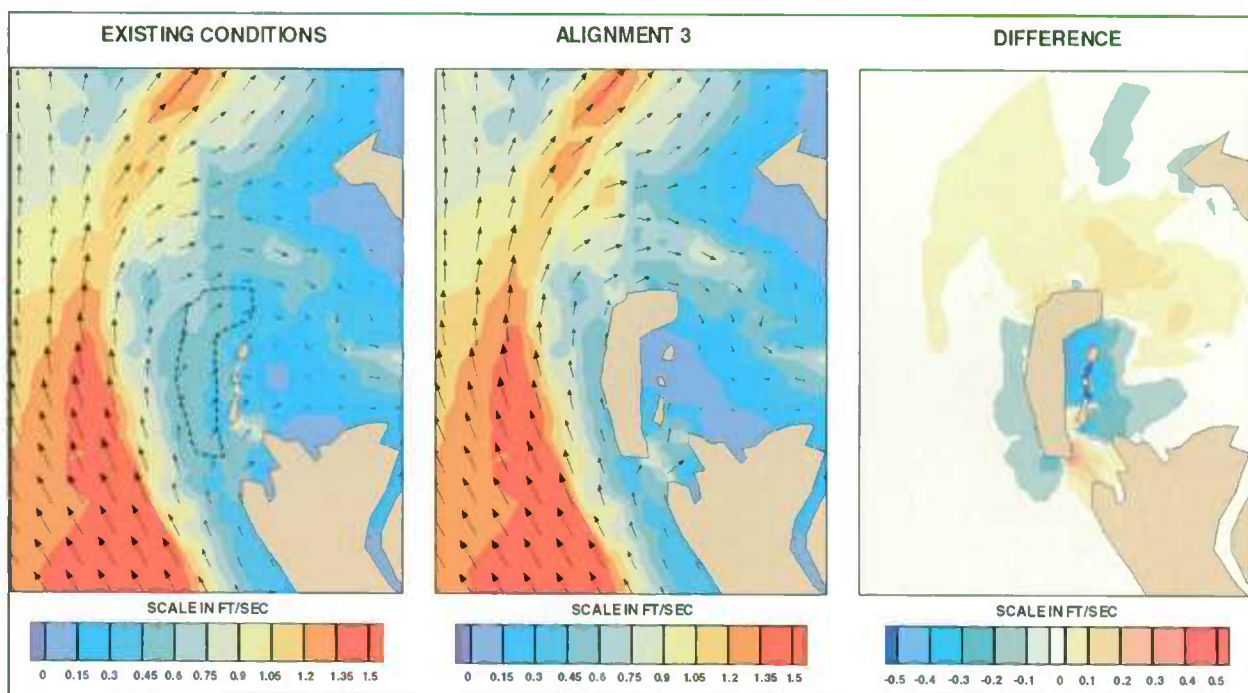 EXISTING CONDITIONS
ALIGNMENT 3
DIFFERENCE
SCALE IN FT/SEC
0 0.15 0.3 0.45 0.6 0.75 0.9 1.05 1.2 1.35 1.5
SCALE IN FT/SEC
0 0.15 0.3 0.45 0.6 0.75 0.9 1.05 1.2 1.35 1.5
SCALE IN FT/SEC
-0.5 -0.4 -0.3 -0.2 -0.1 0 0.1 0.2 0.3 0.4 0.5